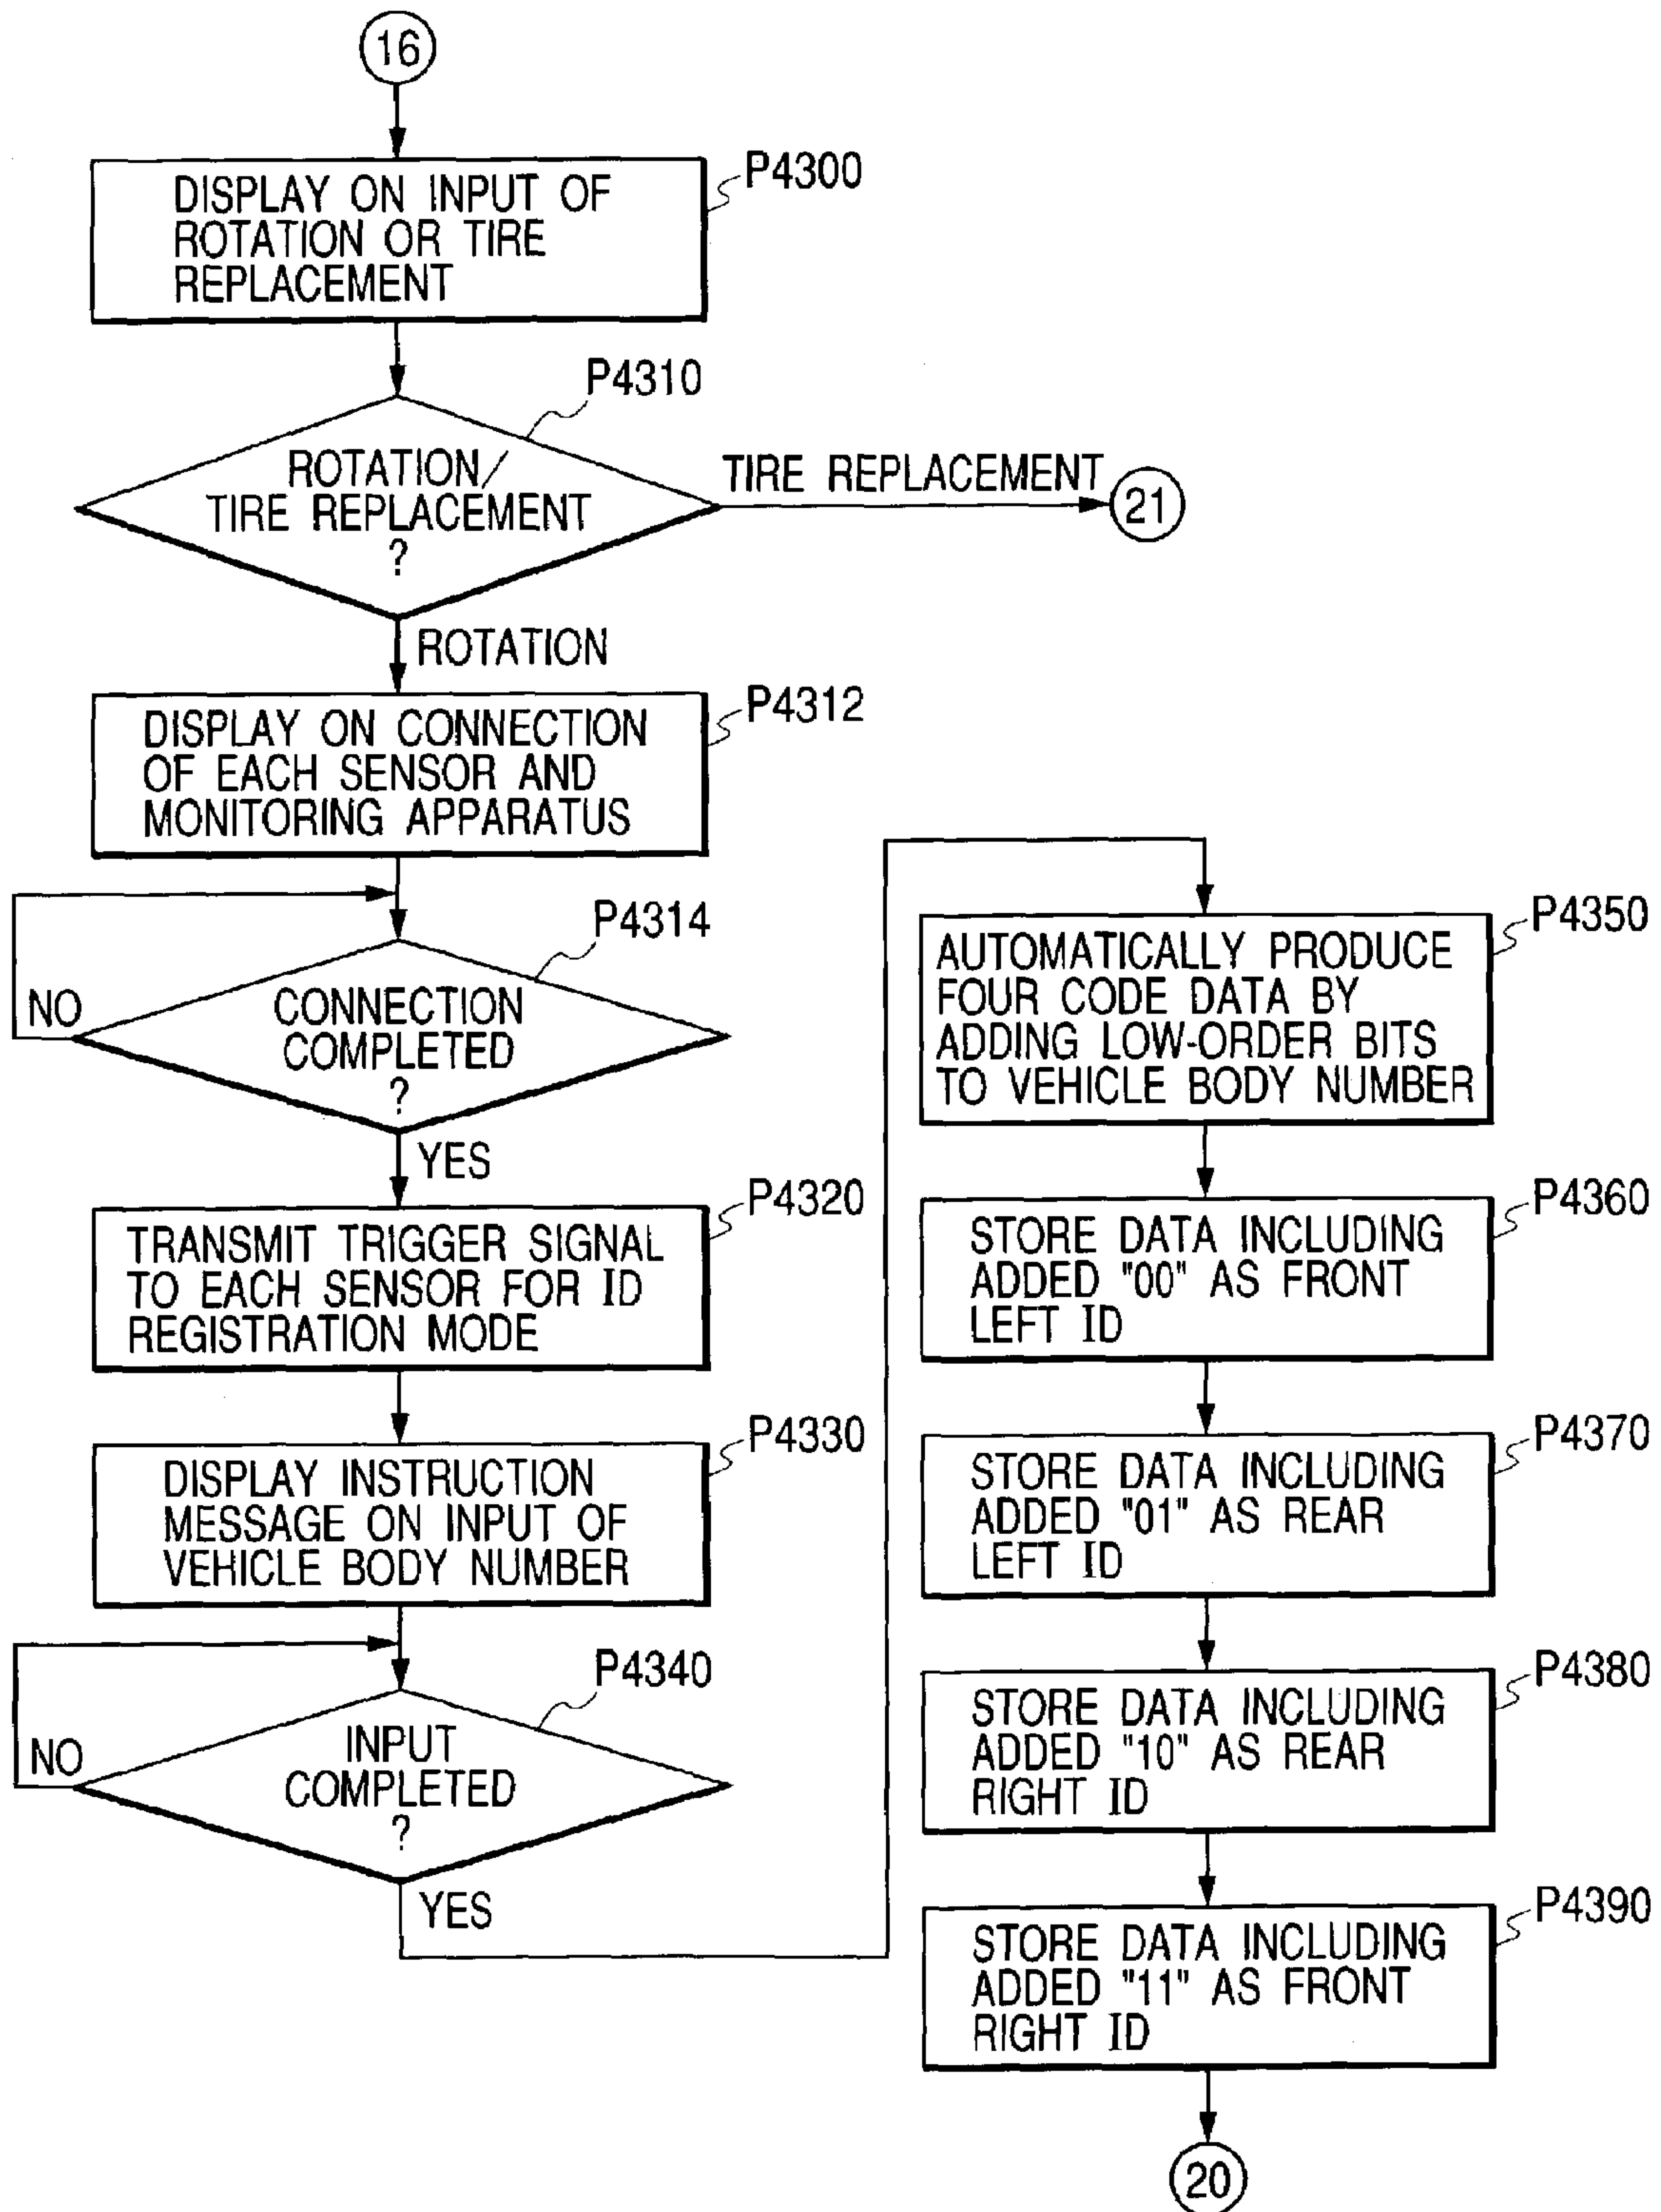 16
P4300
DISPLAY ON INPUT OF
ROTATION OR TIRE
REPLACEMENT
P4310
ROTATION/
TIRE REPLACEMENT
?
TIRE REPLACEMENT
21
ROTATION
P4312
DISPLAY ON CONNECTION
OF EACH SENSOR AND
MONITORING APPARATUS
P4314
CONNECTION
COMPLETED
?
NO
YES
P4320
TRANSMIT TRIGGER SIGNAL
TO EACH SENSOR FOR ID
REGISTRATION MODE
P4330
DISPLAY INSTRUCTION
MESSAGE ON INPUT OF
VEHICLE BODY NUMBER
P4340
INPUT
COMPLETED
?
NO
YES
P4350
AUTOMATICALLY PRODUCE
FOUR CODE DATA BY
ADDING LOW-ORDER BITS
TO VEHICLE BODY NUMBER
P4360
STORE DATA INCLUDING
ADDED "00" AS FRONT
LEFT ID
P4370
STORE DATA INCLUDING
ADDED "01" AS REAR
LEFT ID
P4380
STORE DATA INCLUDING
ADDED "10" AS REAR
RIGHT ID
P4390
STORE DATA INCLUDING
ADDED "11" AS FRONT
RIGHT ID
20